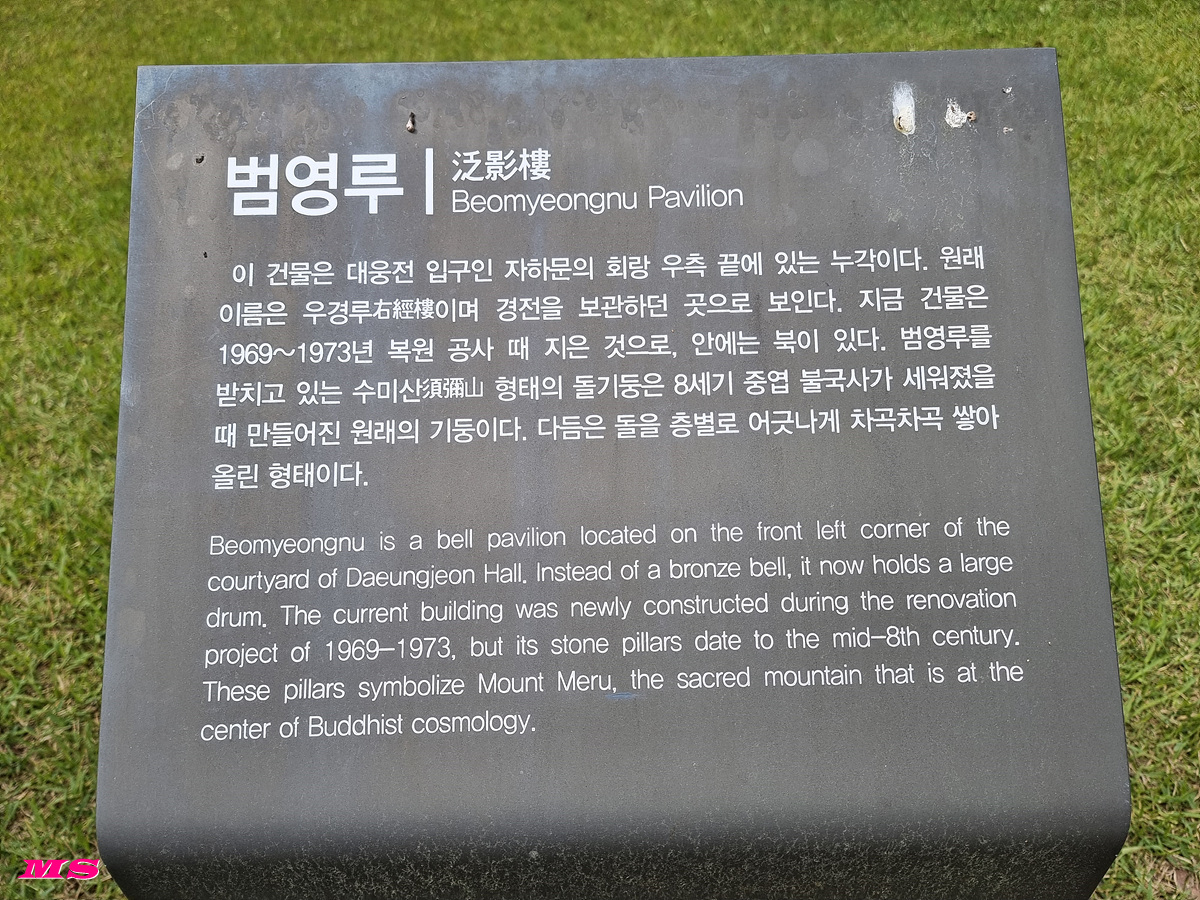 범영루
泛影樓
Beomyeongnu Pavilion
이 건물은 대웅전 입구인 자하문의 회랑 우측 끝에 있는 누각이다. 원래
이름은 우경루右經樓이며 경전을 보관하던 곳으로 보인다. 지금 건물은
1969~1973년 복원 공사 때 지은 것으로, 안에는 북이 있다. 범영루를
받치고 있는 수미산須彌山 형태의 돌기둥은 8세기 중엽 불국사가 세워졌을
때 만들어진 원래의 기둥이다. 다듬은 돌을 층별로 어긋나게 차곡차곡 쌓아
올린 형태이다.
Beomyeongnu is a bell pavilion located on the front left corner of the
courtyard of Daeungjeon Hall. Instead of a bronze bell, it now holds a large
drum. The current building was newly constructed during the renovation
project of 1969–1973, but its stone pillars date to the mid–8th century.
These pillars symbolize Mount Meru, the sacred mountain that is at the
center of Buddhist cosmology.
MS